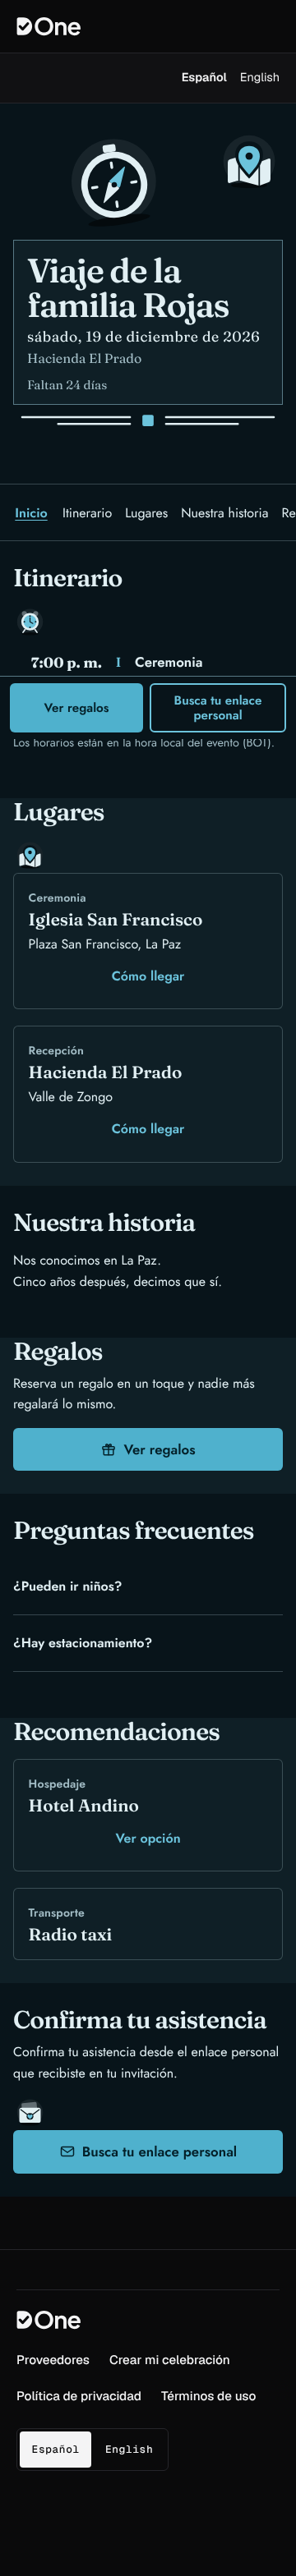 DOne
Español English
Viaje de la
familia Rojas
sábado, 19 de diciembre de 2026
Hacienda El Prado
Faltan 24 días
Inicio Itinerario Lugares Nuestra historia Re
Itinerario
7:00 p. m. I Ceremonia
Ver regalos
Busca tu enlace
personal
Los horarios están en la hora local del evento (BOT).
Lugares
Ceremonia
Iglesia San Francisco
Plaza San Francisco, La Paz
Cómo llegar
Recepción
Hacienda El Prado
Valle de Zongo
Cómo llegar
Nuestra historia
Nos conocimos en La Paz.
Cinco años después, decimos que sí.
Regalos
Reserva un regalo en un toque y nadie más
regalará lo mismo.
Ver regalos
Preguntas frecuentes
¿Pueden ir niños?
¿Hay estacionamiento?
Recomendaciones
Hospedaje
Hotel Andino
Ver opción
Transporte
Radio taxi
Confirma tu asistencia
Confirma tu asistencia desde el enlace personal
que recibiste en tu invitación.
Busca tu enlace personal
DOne
Proveedores Crear mi celebración
Política de privacidad Términos de uso
Español English